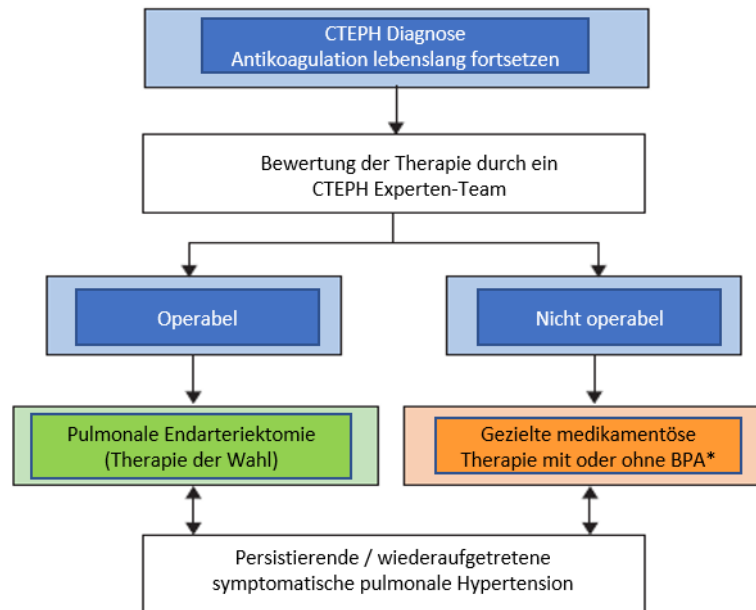 CTEPH Diagnose
Antikoagulation lebenslang fortsetzen
Bewertung der Therapie durch ein
CTEPH Experten-Team
Operabel
Nicht operabel
Pulmonale Endarteriektomie
(Therapie der Wahl)
Gezielte medikamentöse
Therapie mit oder ohne BPA*
Persistierende / wiederaufgetretene
symptomatische pulmonale Hypertension